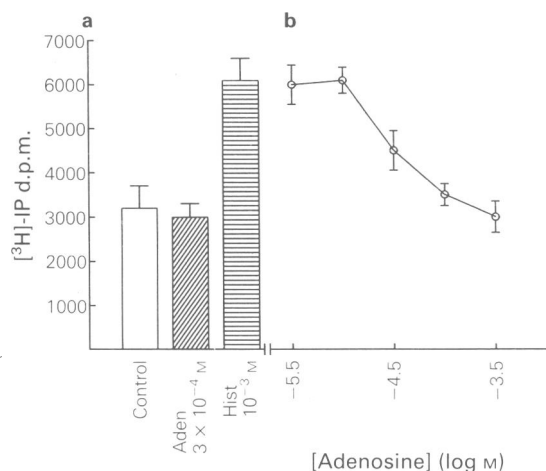 a
b
7000
6000
5000
4000
3000
2000
1000
[³H]-IP d.p.m.
Control
Aden
3 × 10⁻⁴ M
Hist
10⁻³ M
−5.5
−4.5
−3.5
[Adenosine] (log M)